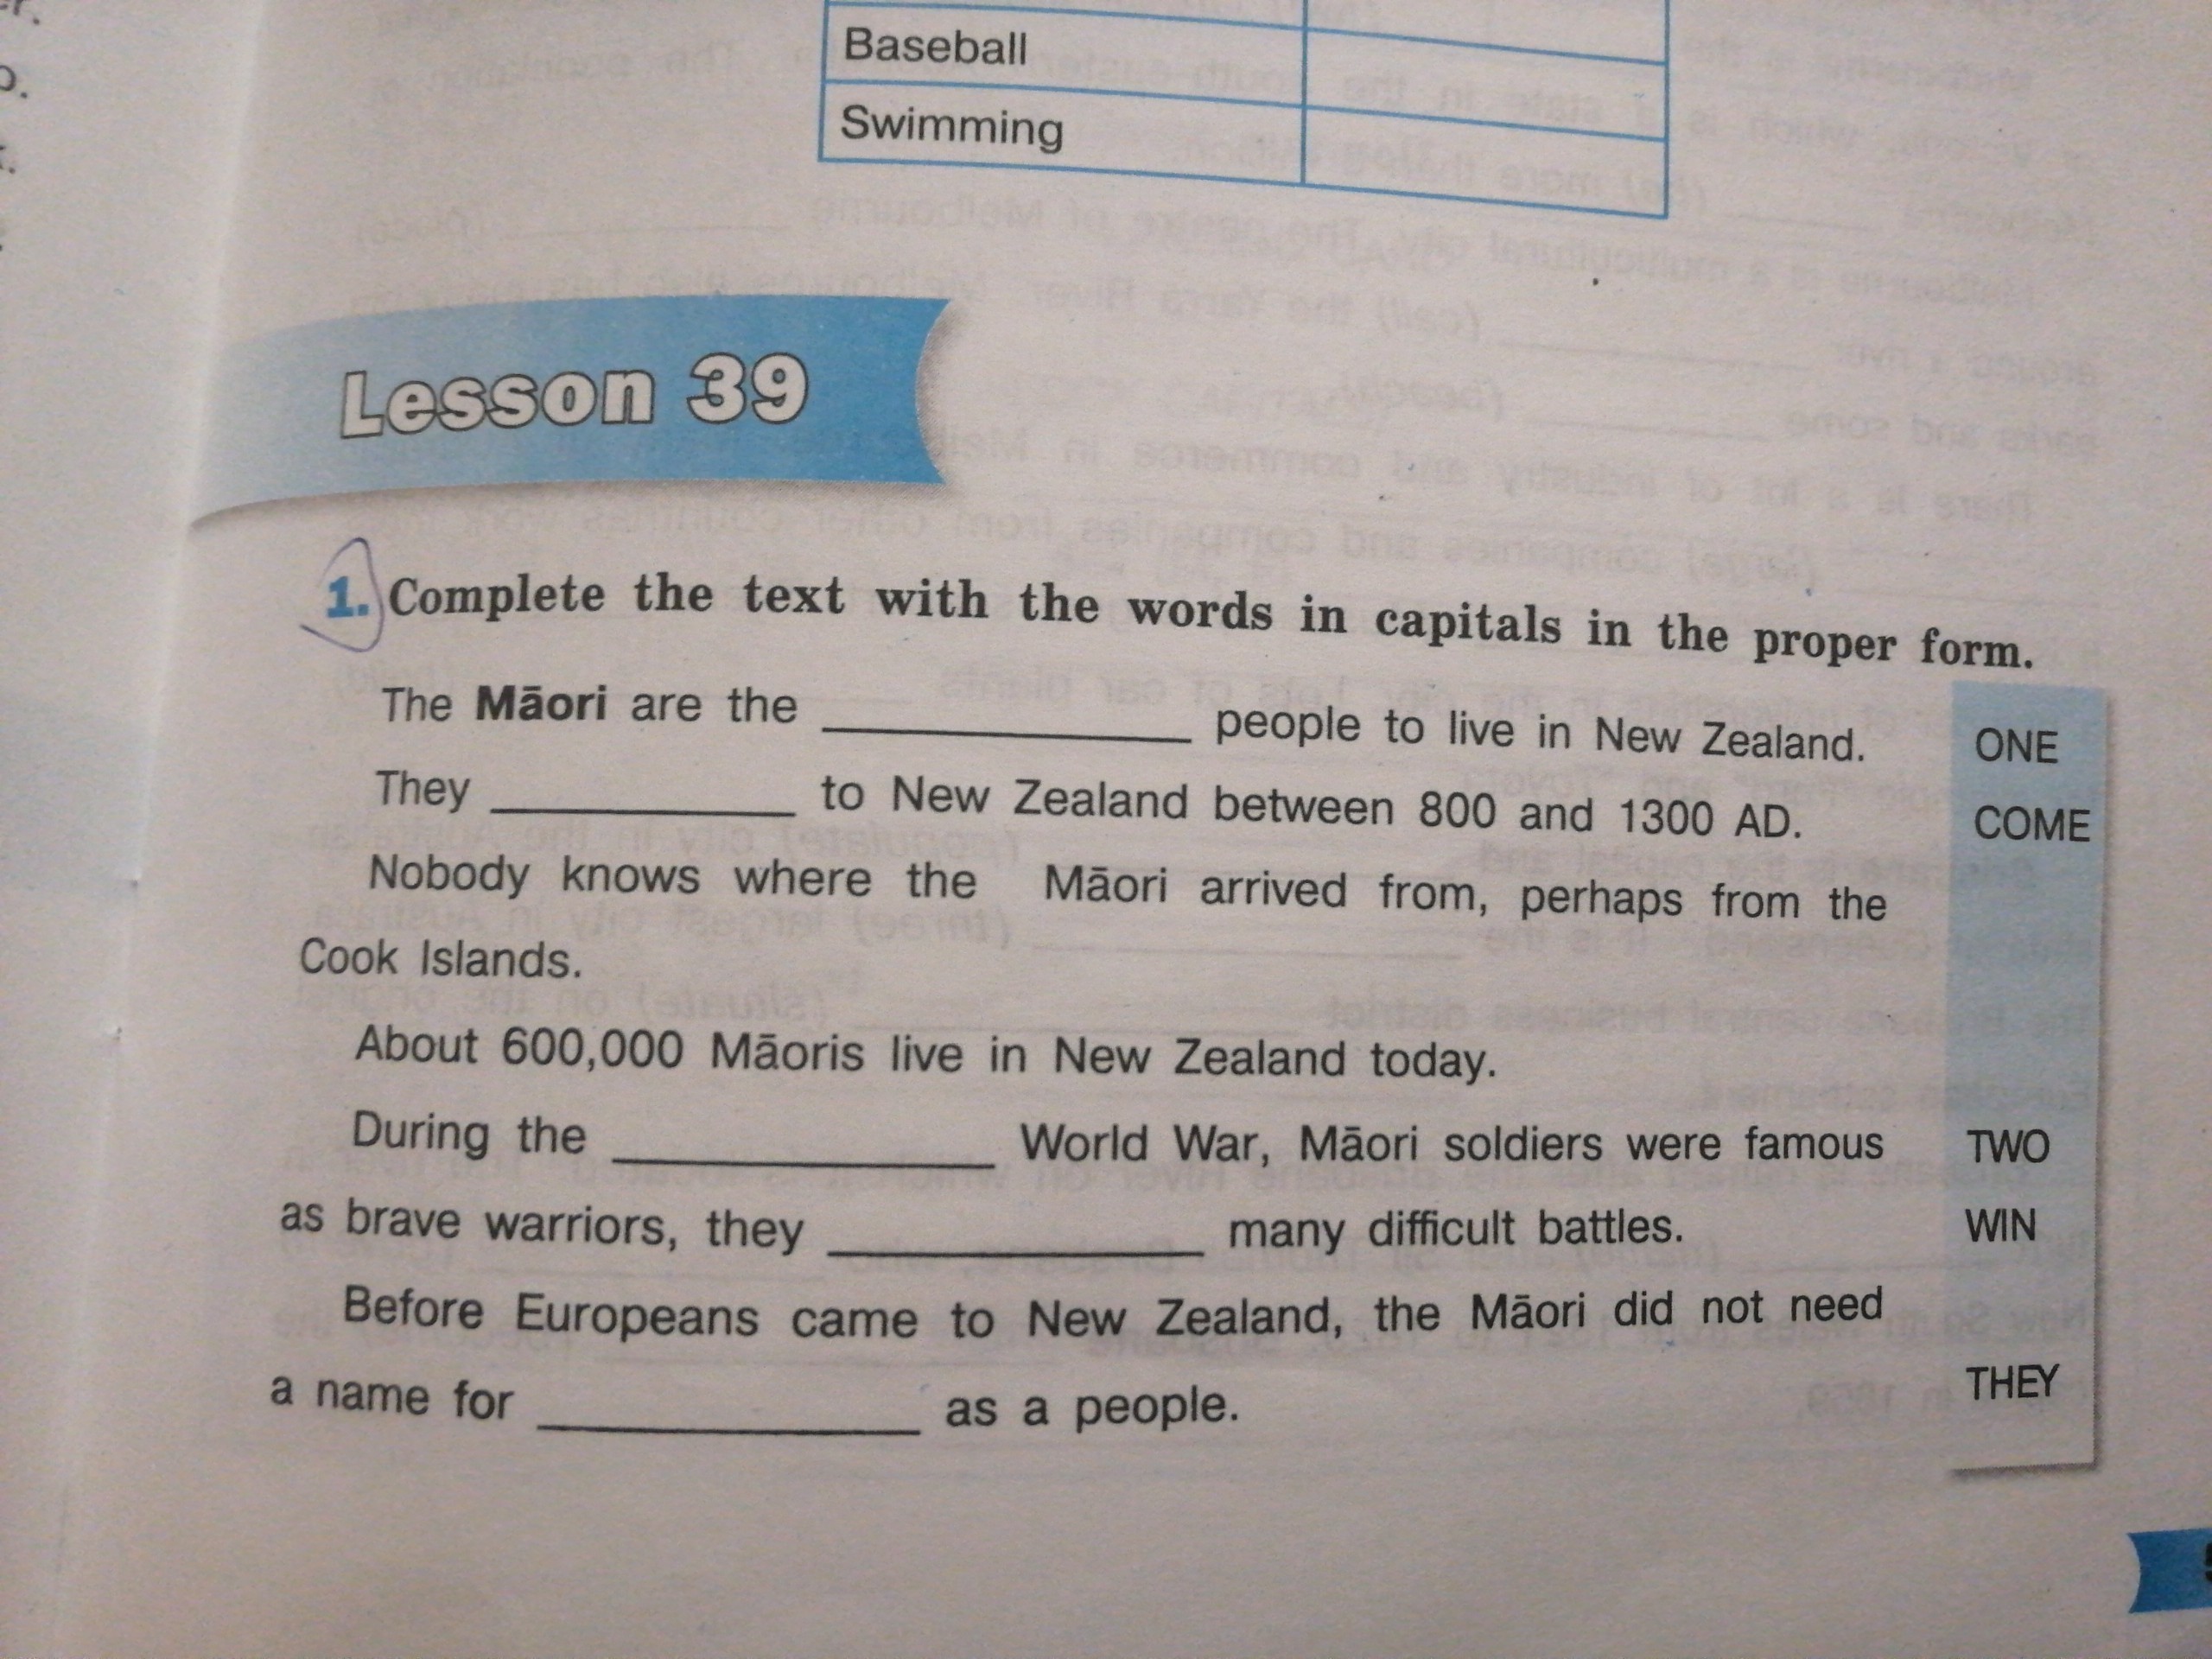 Baseball
Swimming
Lesson 39
1. Complete the text with the words in capitals in the proper form.
The Māori are the ______________ people to live in New Zealand. ONE
They ____________ to New Zealand between 800 and 1300 AD. COME
Nobody knows where the Māori arrived from, perhaps from the
Cook Islands.
About 600,000 Māoris live in New Zealand today.
During the ______________ World War, Māori soldiers were famous TWO
as brave warriors, they ______________ many difficult battles. WIN
Before Europeans came to New Zealand, the Māori did not need
a name for ______________ as a people. THEY